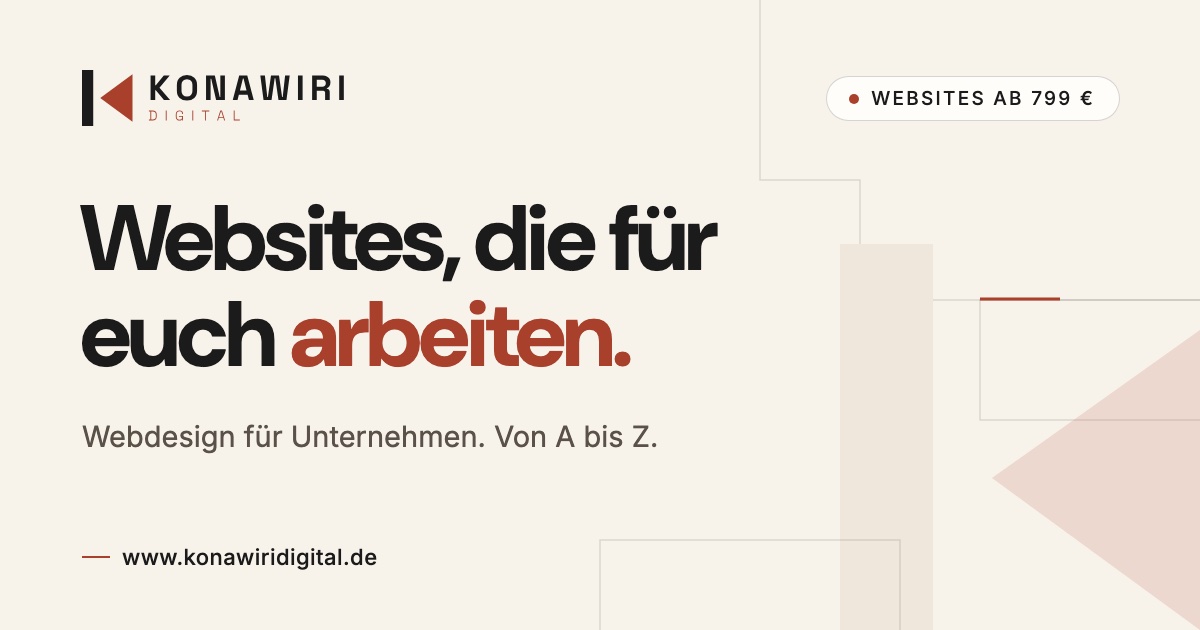 KONAWIRI
DIGITAL
WEBSITES AB 799 €
Websites, die für
euch arbeiten.
Webdesign für Unternehmen. Von A bis Z.
www.konawiridigital.de